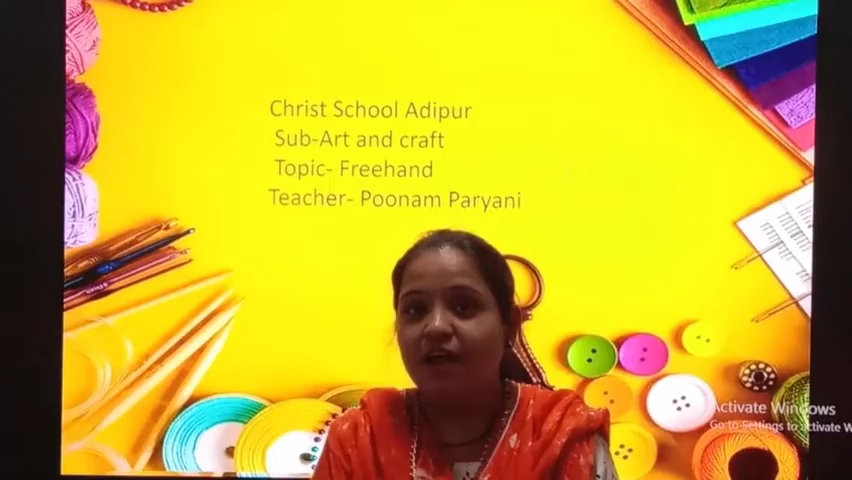 Christ School Adipur
Sub-Art and craft
Topic- Freehand
Teacher- Poonam Paryani
Activate Windows
Go to Settings to activate W